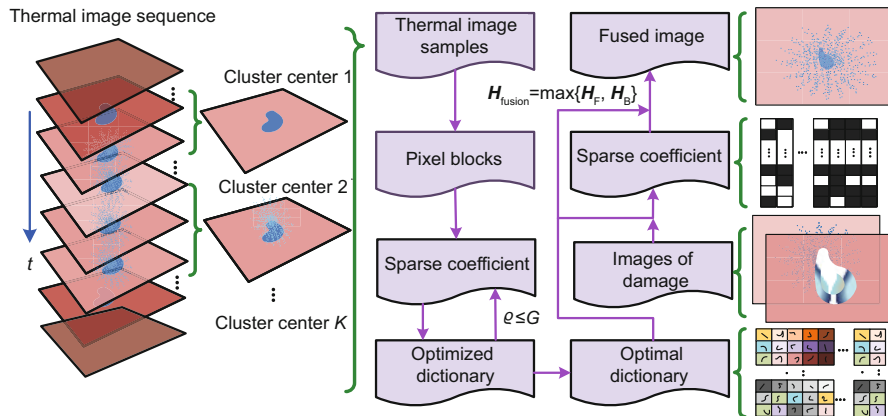 Thermal image sequence
Cluster center 1
Cluster center 2
Cluster center K
t
Thermal image
samples
Pixel blocks
Sparse coefficient
ϱ≤G
Optimized
dictionary
Fused image
H_fusion=max{H_F, H_B}
Sparse coefficient
Images of
damage
Optimal
dictionary